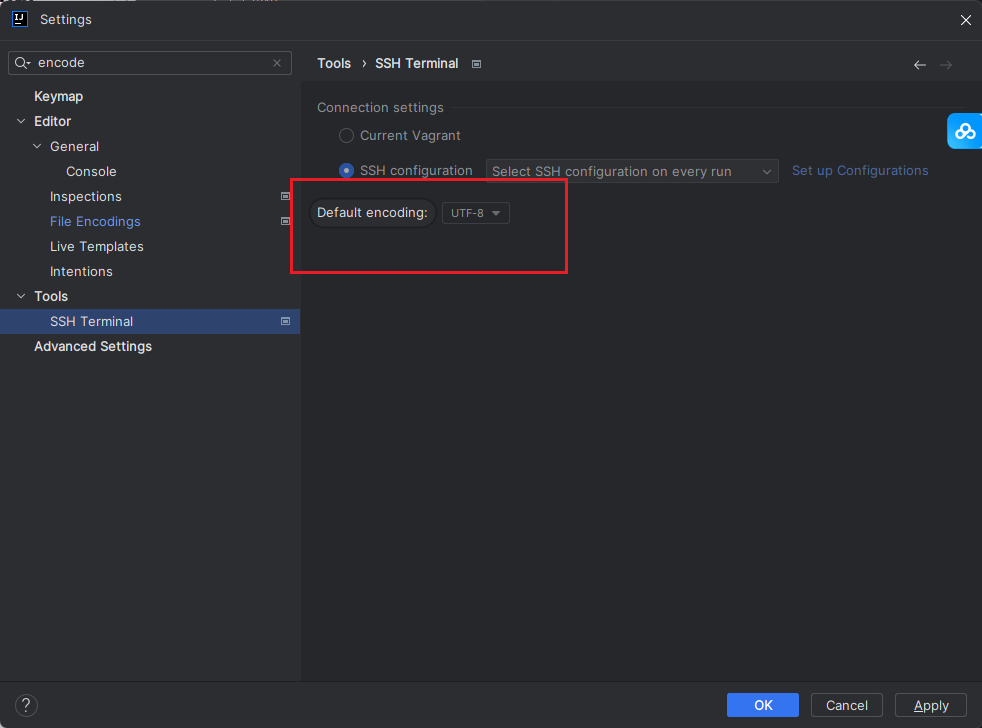 Settings
encode
Tools › SSH Terminal
Keymap
Connection settings
Editor
Current Vagrant
General
Console
SSH configuration Select SSH configuration on every run Set up Configurations
Inspections
Default encoding: UTF-8
File Encodings
Live Templates
Intentions
Tools
SSH Terminal
Advanced Settings
? OK Cancel Apply